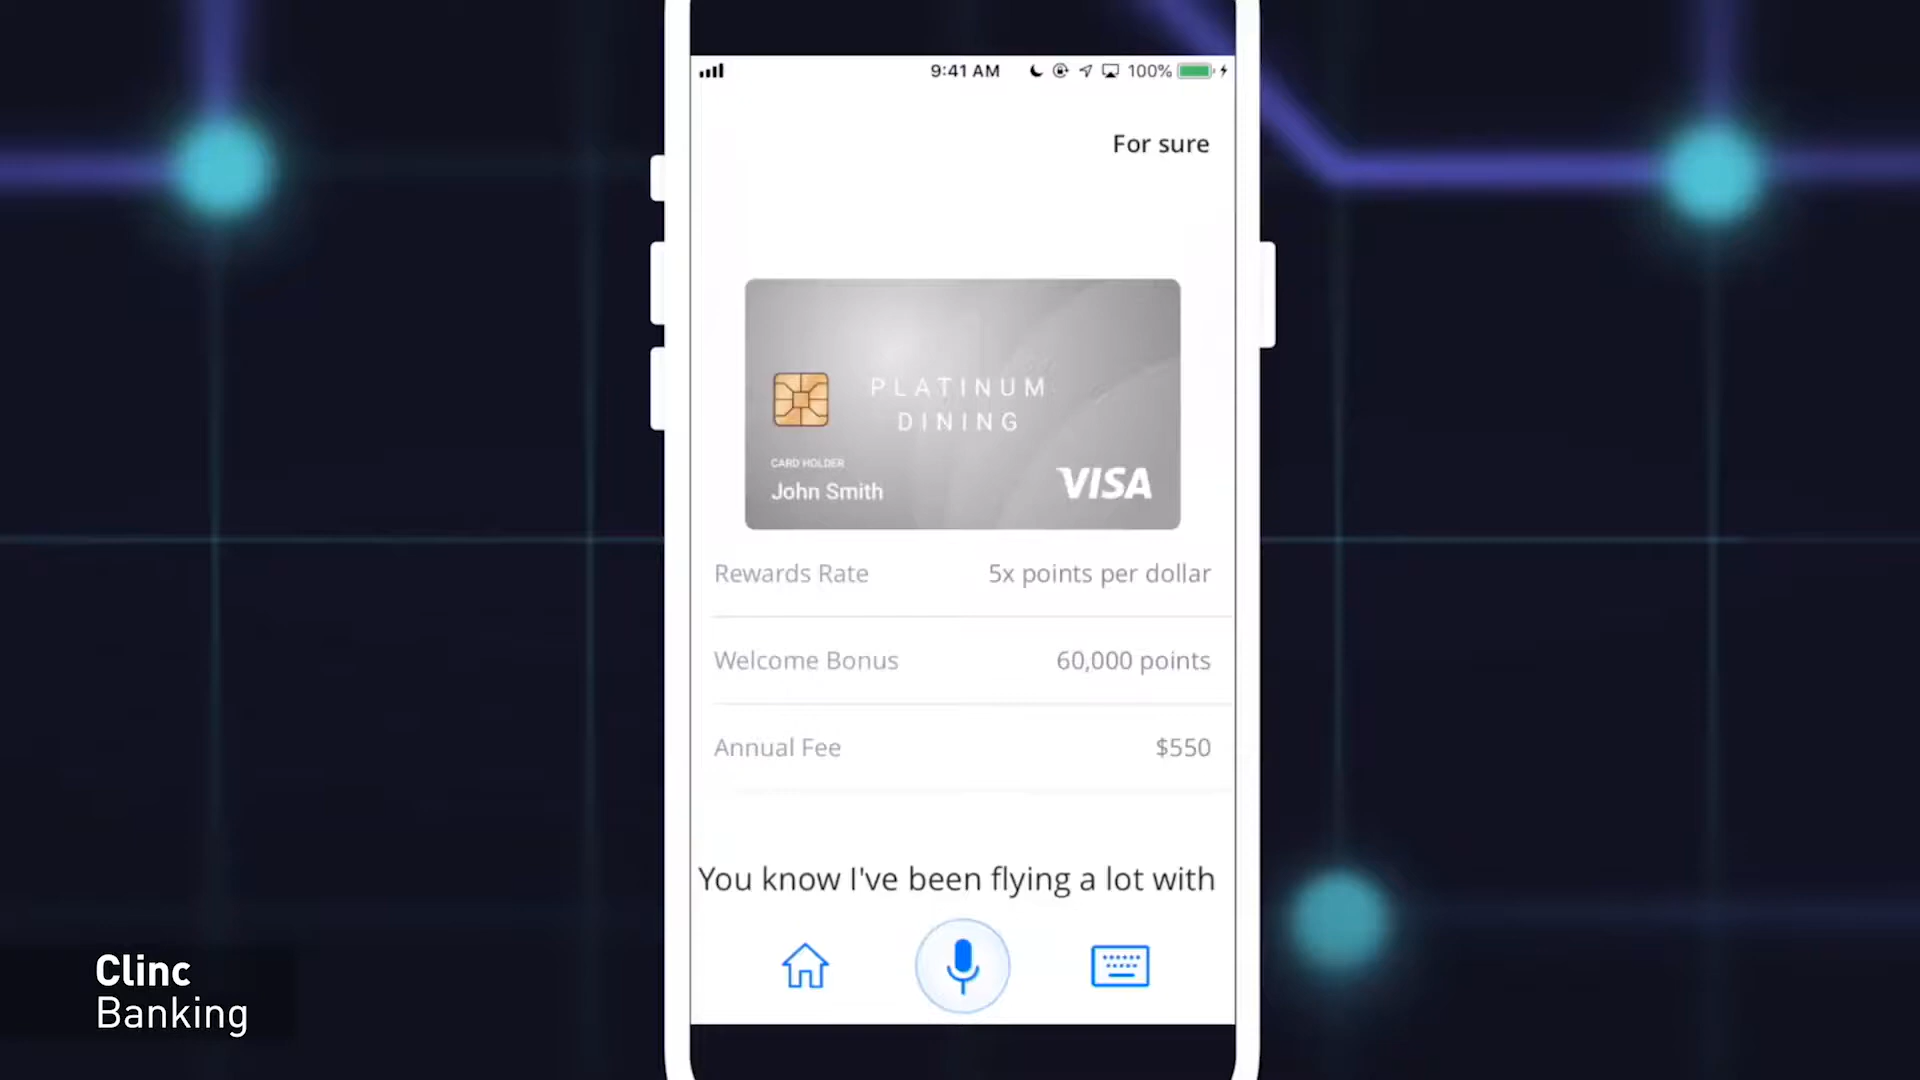 9:41 AM 100%
For sure
PLATINUM
DINING
CARD HOLDER
John Smith
VISA
Rewards Rate 5x points per dollar
Welcome Bonus 60,000 points
Annual Fee $550
You know I've been flying a lot with
Clinc
Banking